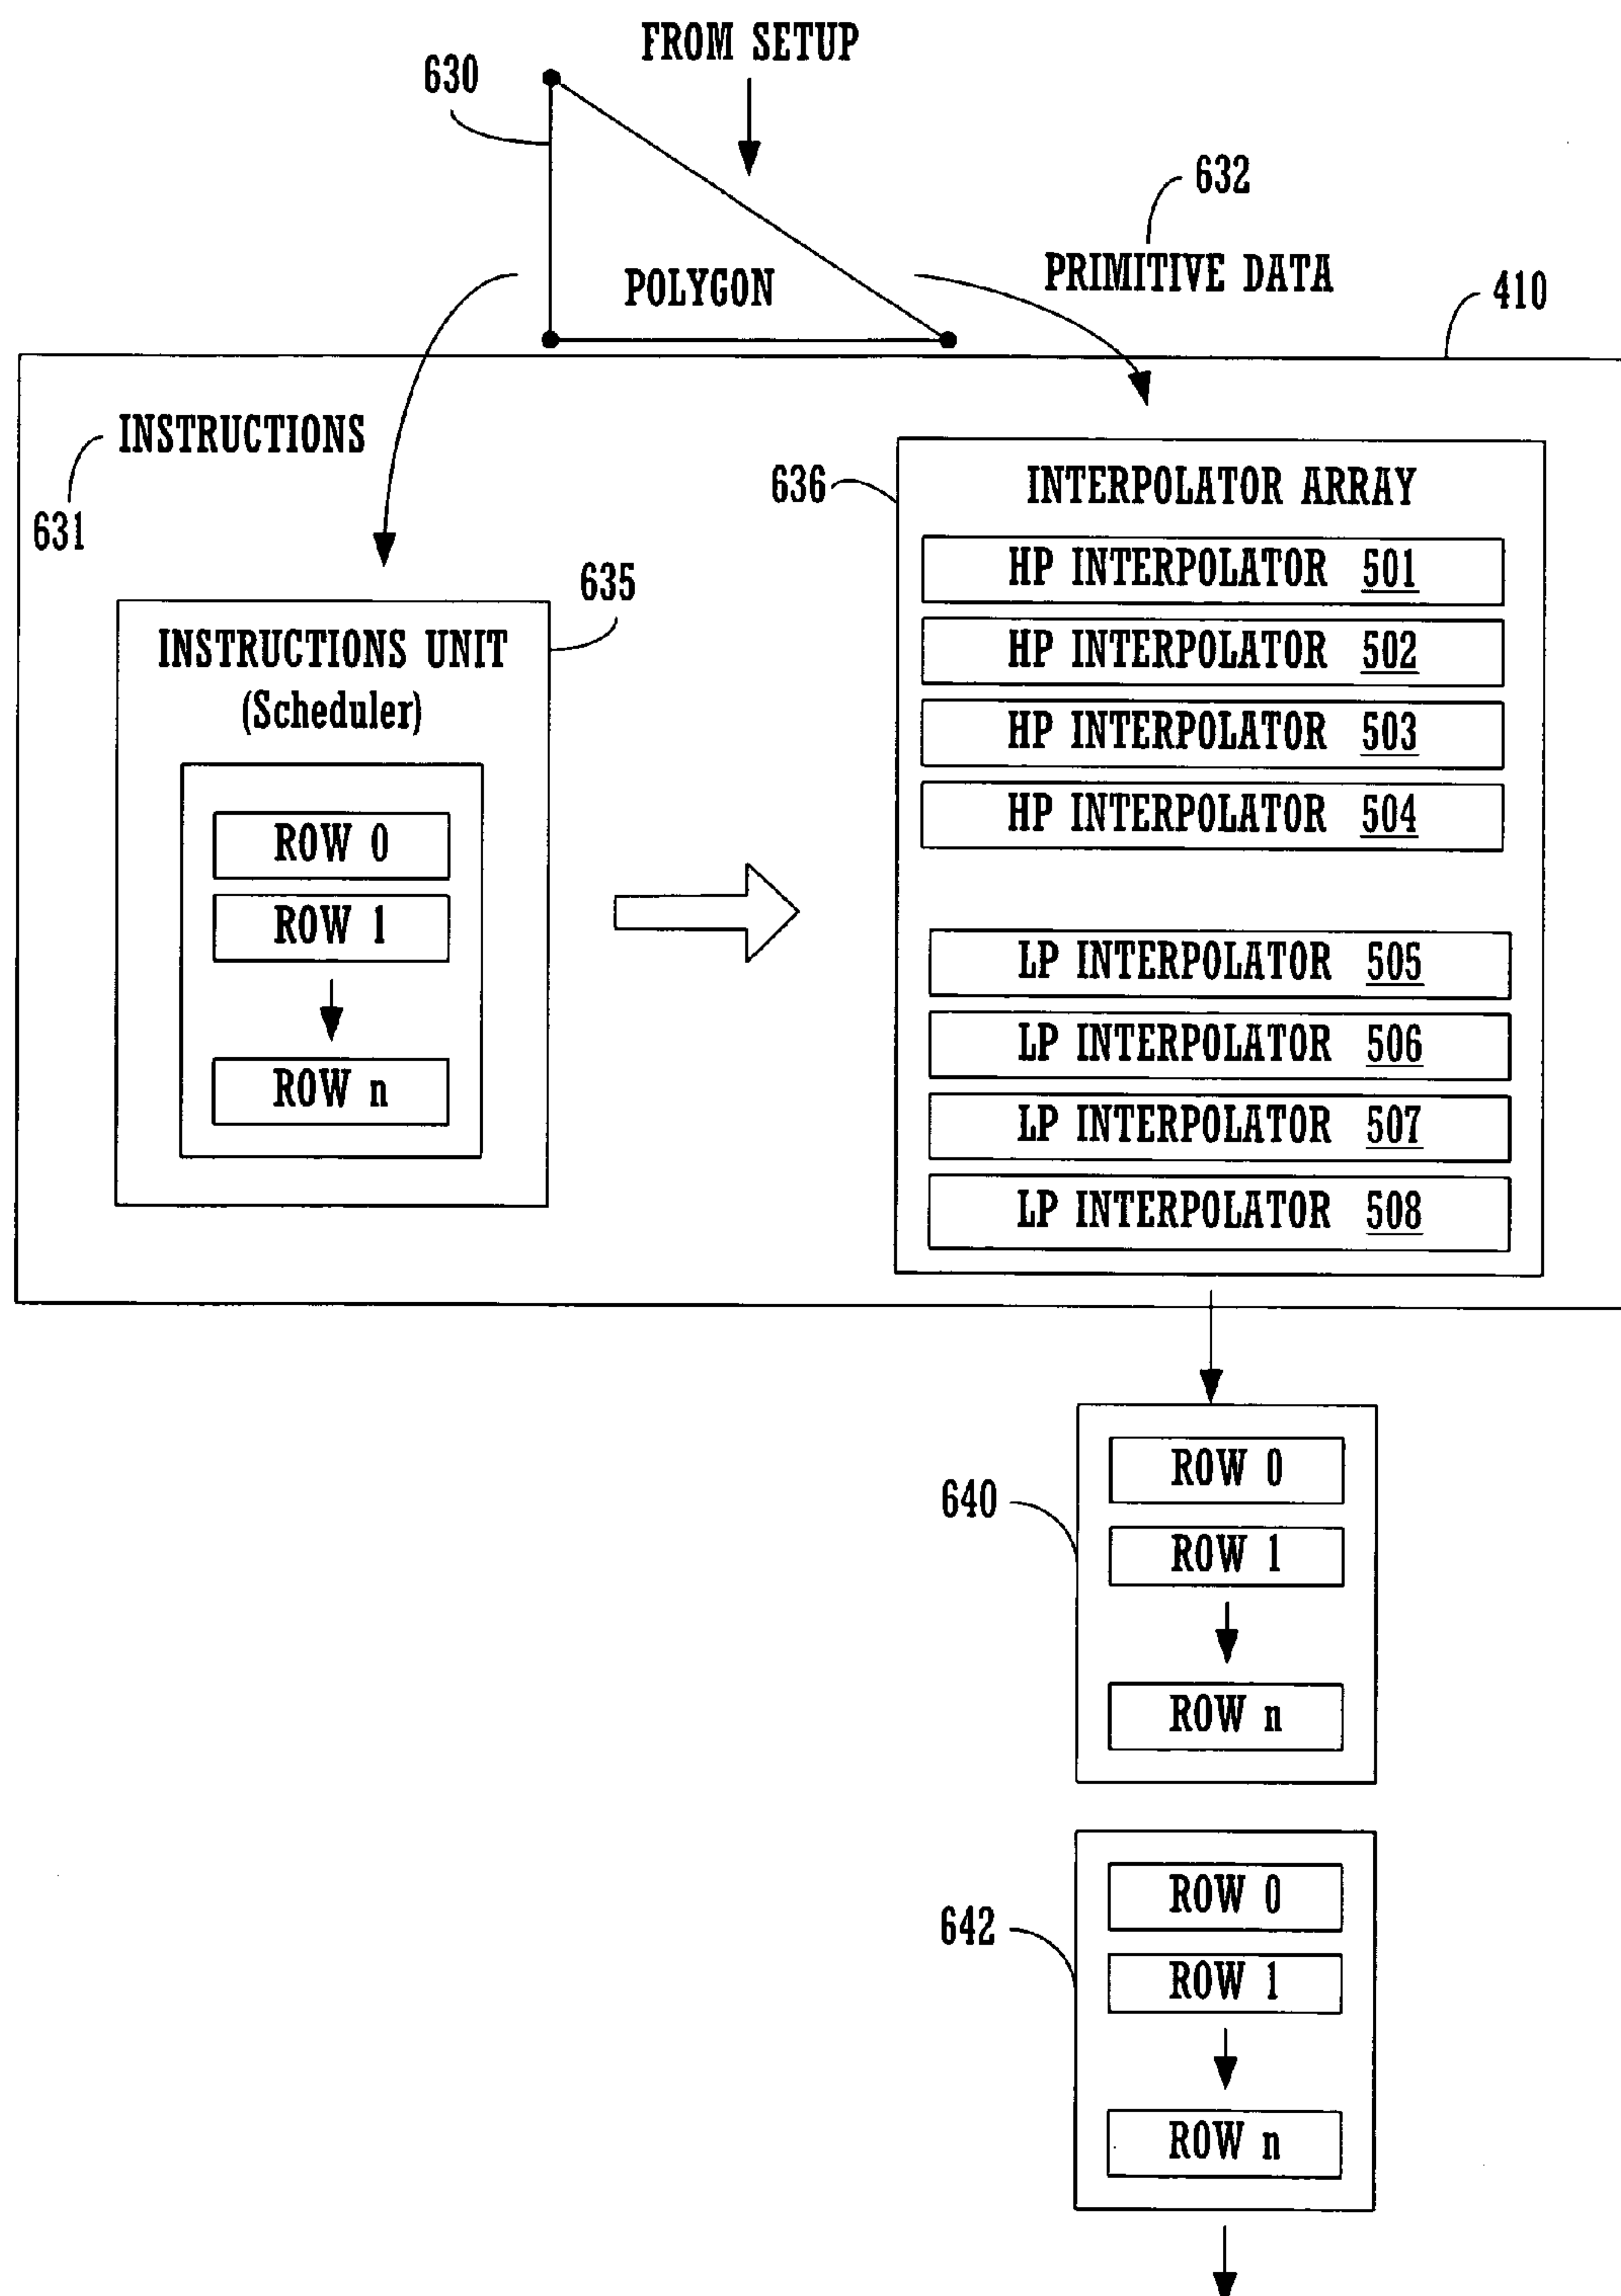 FROM SETUP
630
632
PRIMITIVE DATA
POLYGON
410
INSTRUCTIONS
631
636
INTERPOLATOR ARRAY
HP INTERPOLATOR 501
HP INTERPOLATOR 502
HP INTERPOLATOR 503
HP INTERPOLATOR 504
LP INTERPOLATOR 505
LP INTERPOLATOR 506
LP INTERPOLATOR 507
LP INTERPOLATOR 508
635
INSTRUCTIONS UNIT
(Scheduler)
ROW 0
ROW 1
ROW n
640
ROW 0
ROW 1
ROW n
642
ROW 0
ROW 1
ROW n